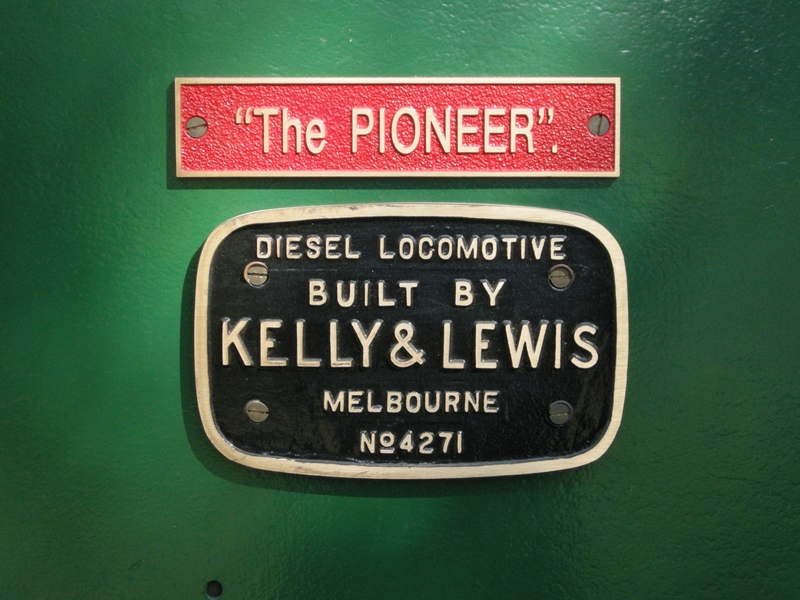 "The PIONEER".
DIESEL LOCOMOTIVE
BUILT BY
KELLY & LEWIS
MELBOURNE
Nº4271